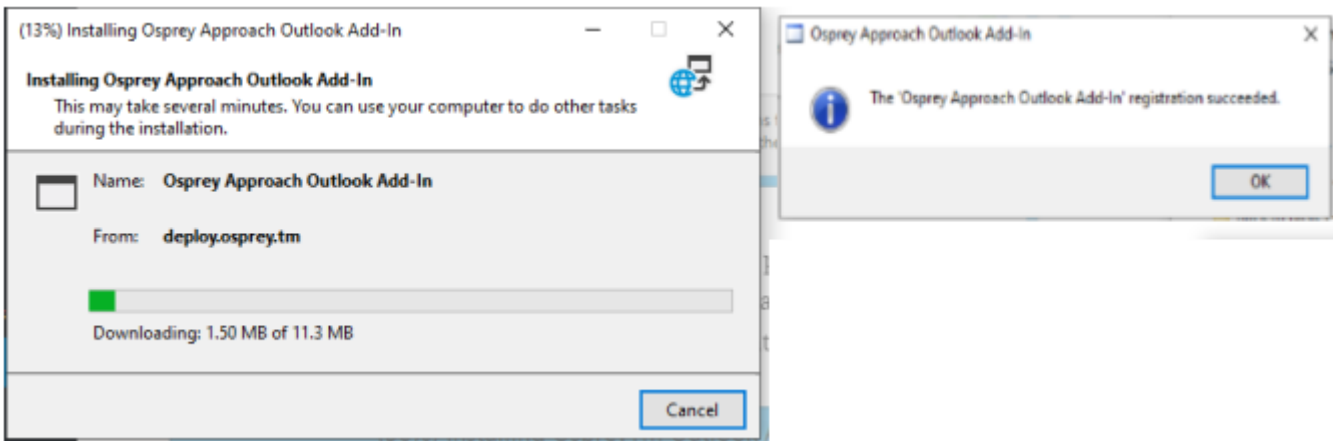 (13%) Installing Osprey Approach Outlook Add-In
Installing Osprey Approach Outlook Add-In
This may take several minutes. You can use your computer to do other tasks
during the installation.
Name: Osprey Approach Outlook Add-In
From: deploy.osprey.tm
Downloading: 1.50 MB of 11.3 MB
Cancel
Osprey Approach Outlook Add-In
The 'Osprey Approach Outlook Add-In' registration succeeded.
OK